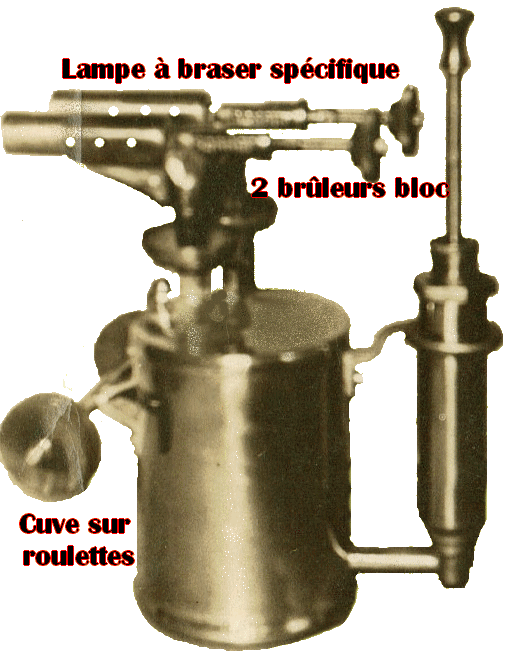 Lampe à braser spécifique
2 brûleurs bloc
Cuve sur
roulettes